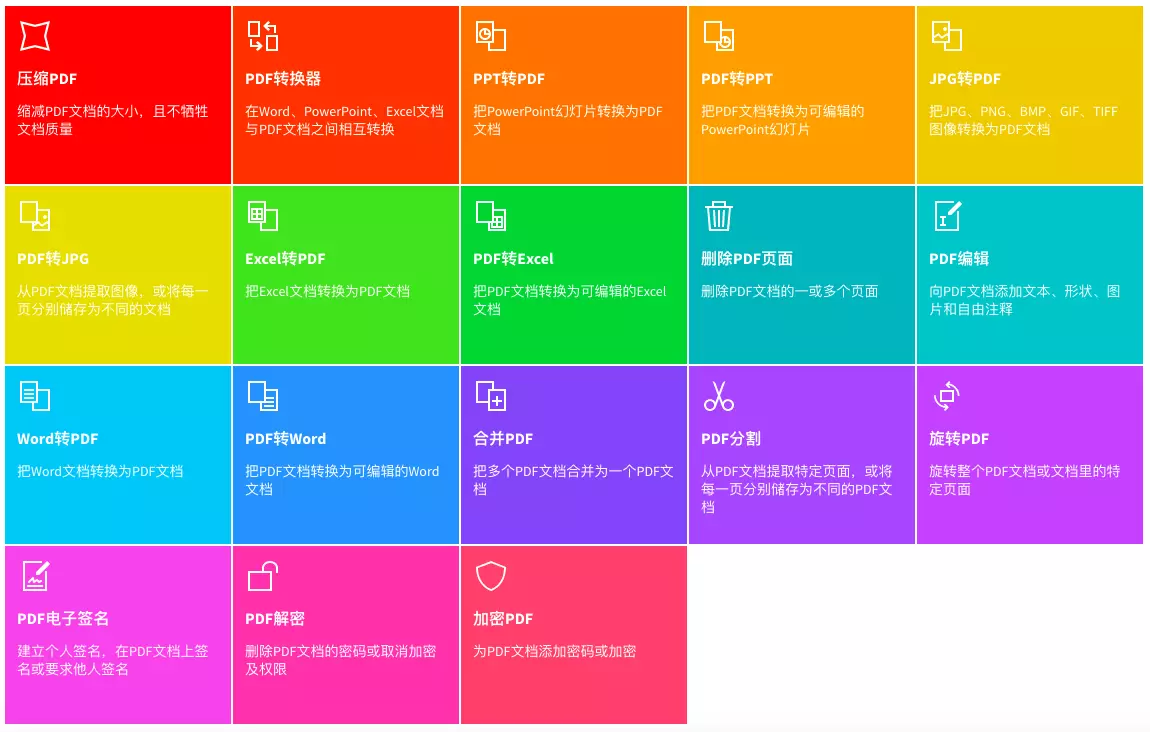 压缩PDF
缩减PDF文档的大小，且不牺牲
文档质量
PDF转换器
在Word、PowerPoint、Excel文档
与PDF文档之间相互转换
PPT转PDF
把PowerPoint幻灯片转换为PDF
文档
PDF转PPT
把PDF文档转换为可编辑的
PowerPoint幻灯片
JPG转PDF
把JPG、PNG、BMP、GIF、TIFF
图像转换为PDF文档
PDF转JPG
从PDF文档提取图像，或将每一
页分别储存为不同的文档
Excel转PDF
把Excel文档转换为PDF文档
PDF转Excel
把PDF文档转换为可编辑的Excel
文档
删除PDF页面
删除PDF文档的一或多个页面
PDF编辑
向PDF文档添加文本、形状、图
片和自由注释
Word转PDF
把Word文档转换为PDF文档
PDF转Word
把PDF文档转换为可编辑的Word
文档
合并PDF
把多个PDF文档合并为一个PDF文
档
PDF分割
从PDF文档提取特定页面，或将
每一页分别储存为不同的PDF文
档
旋转PDF
旋转整个PDF文档或文档里的特
定页面
PDF电子签名
建立个人签名，在PDF文档上签
名或要求他人签名
PDF解密
删除PDF文档的密码或取消加密
及权限
加密PDF
为PDF文档添加密码或加密